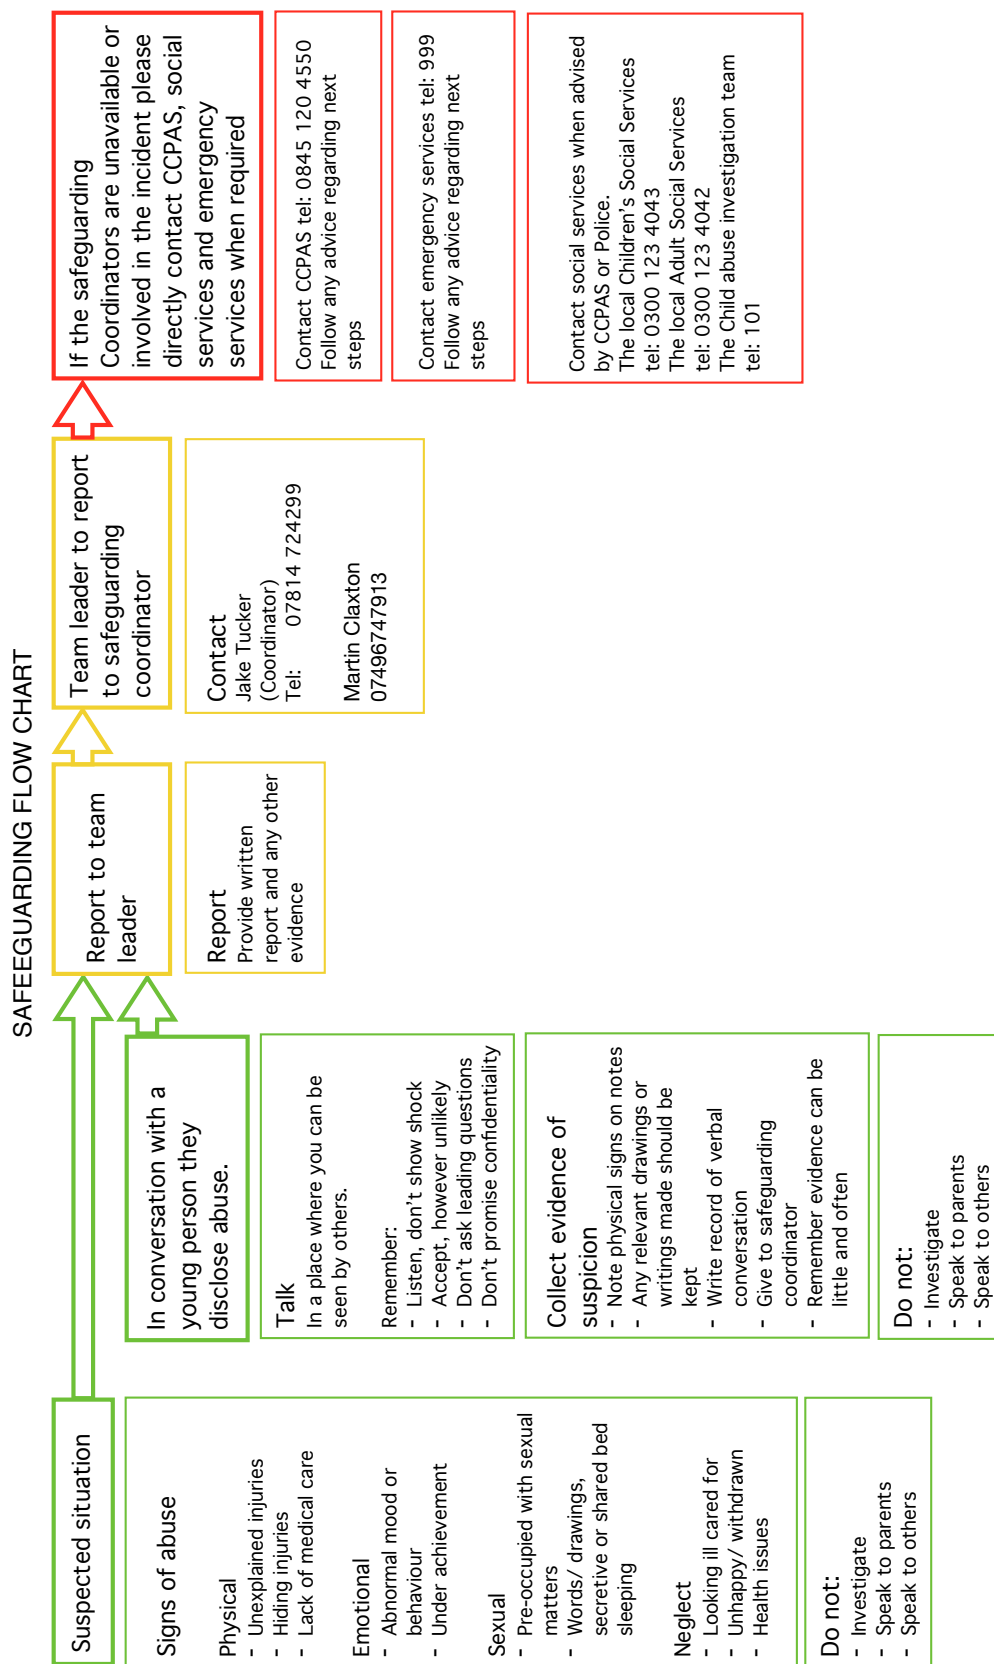 SAFEEGUARDING FLOW CHART
Suspected situation
Signs of abuse
Physical
- Unexplained injuries
- Hiding injuries
- Lack of medical care
Emotional
- Abnormal mood or
behaviour
- Under achievement
Sexual
- Pre-occupied with sexual
matters
- Words/ drawings,
secretive or shared bed
sleeping
Neglect
- Looking ill cared for
- Unhappy/ withdrawn
- Health issues
Do not:
- Investigate
- Speak to parents
- Speak to others
In conversation with a
young person they
disclose abuse.
Talk
In a place where you can be
seen by others.
Remember:
- Listen, don't show shock
- Accept, however unlikely
- Don't ask leading questions
- Don't promise confidentiality
Collect evidence of
suspicion
- Note physical signs on notes
- Any relevant drawings or
writings made should be
kept
- Write record of verbal
conversation
- Give to safeguarding
coordinator
- Remember evidence can be
little and often
Do not:
- Investigate
- Speak to parents
- Speak to others
Report to team
leader
Report
Provide written
report and any other
evidence
Team leader to report
to safeguarding
coordinator
Contact
Jake Tucker
(Coordinator)
Tel: 07814 724299
Martin Claxton
07496747913
If the safeguarding
Coordinators are unavailable or
involved in the incident please
directly contact CCPAS, social
services and emergency
services when required
Contact CCPAS tel: 0845 120 4550
Follow any advice regarding next
steps
Contact emergency services tel: 999
Follow any advice regarding next
steps
Contact social services when advised
by CCPAS or Police.
The local Children's Social Services
tel: 0300 123 4043
The local Adult Social Services
tel: 0300 123 4042
The Child abuse investigation team
tel: 101